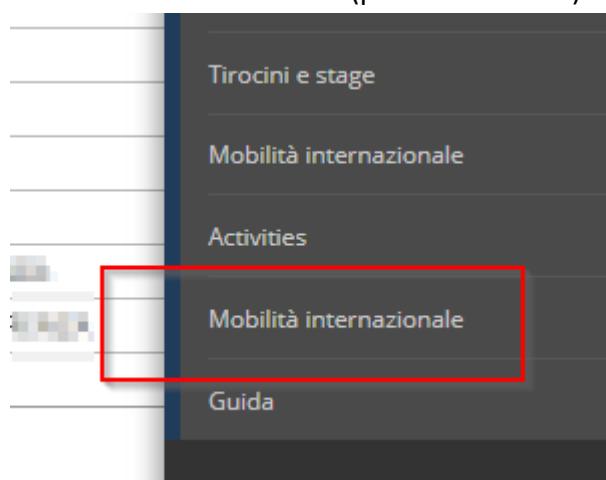 Tirocini e stage
Mobilità internazionale
Activities
Mobilità internazionale
Guida